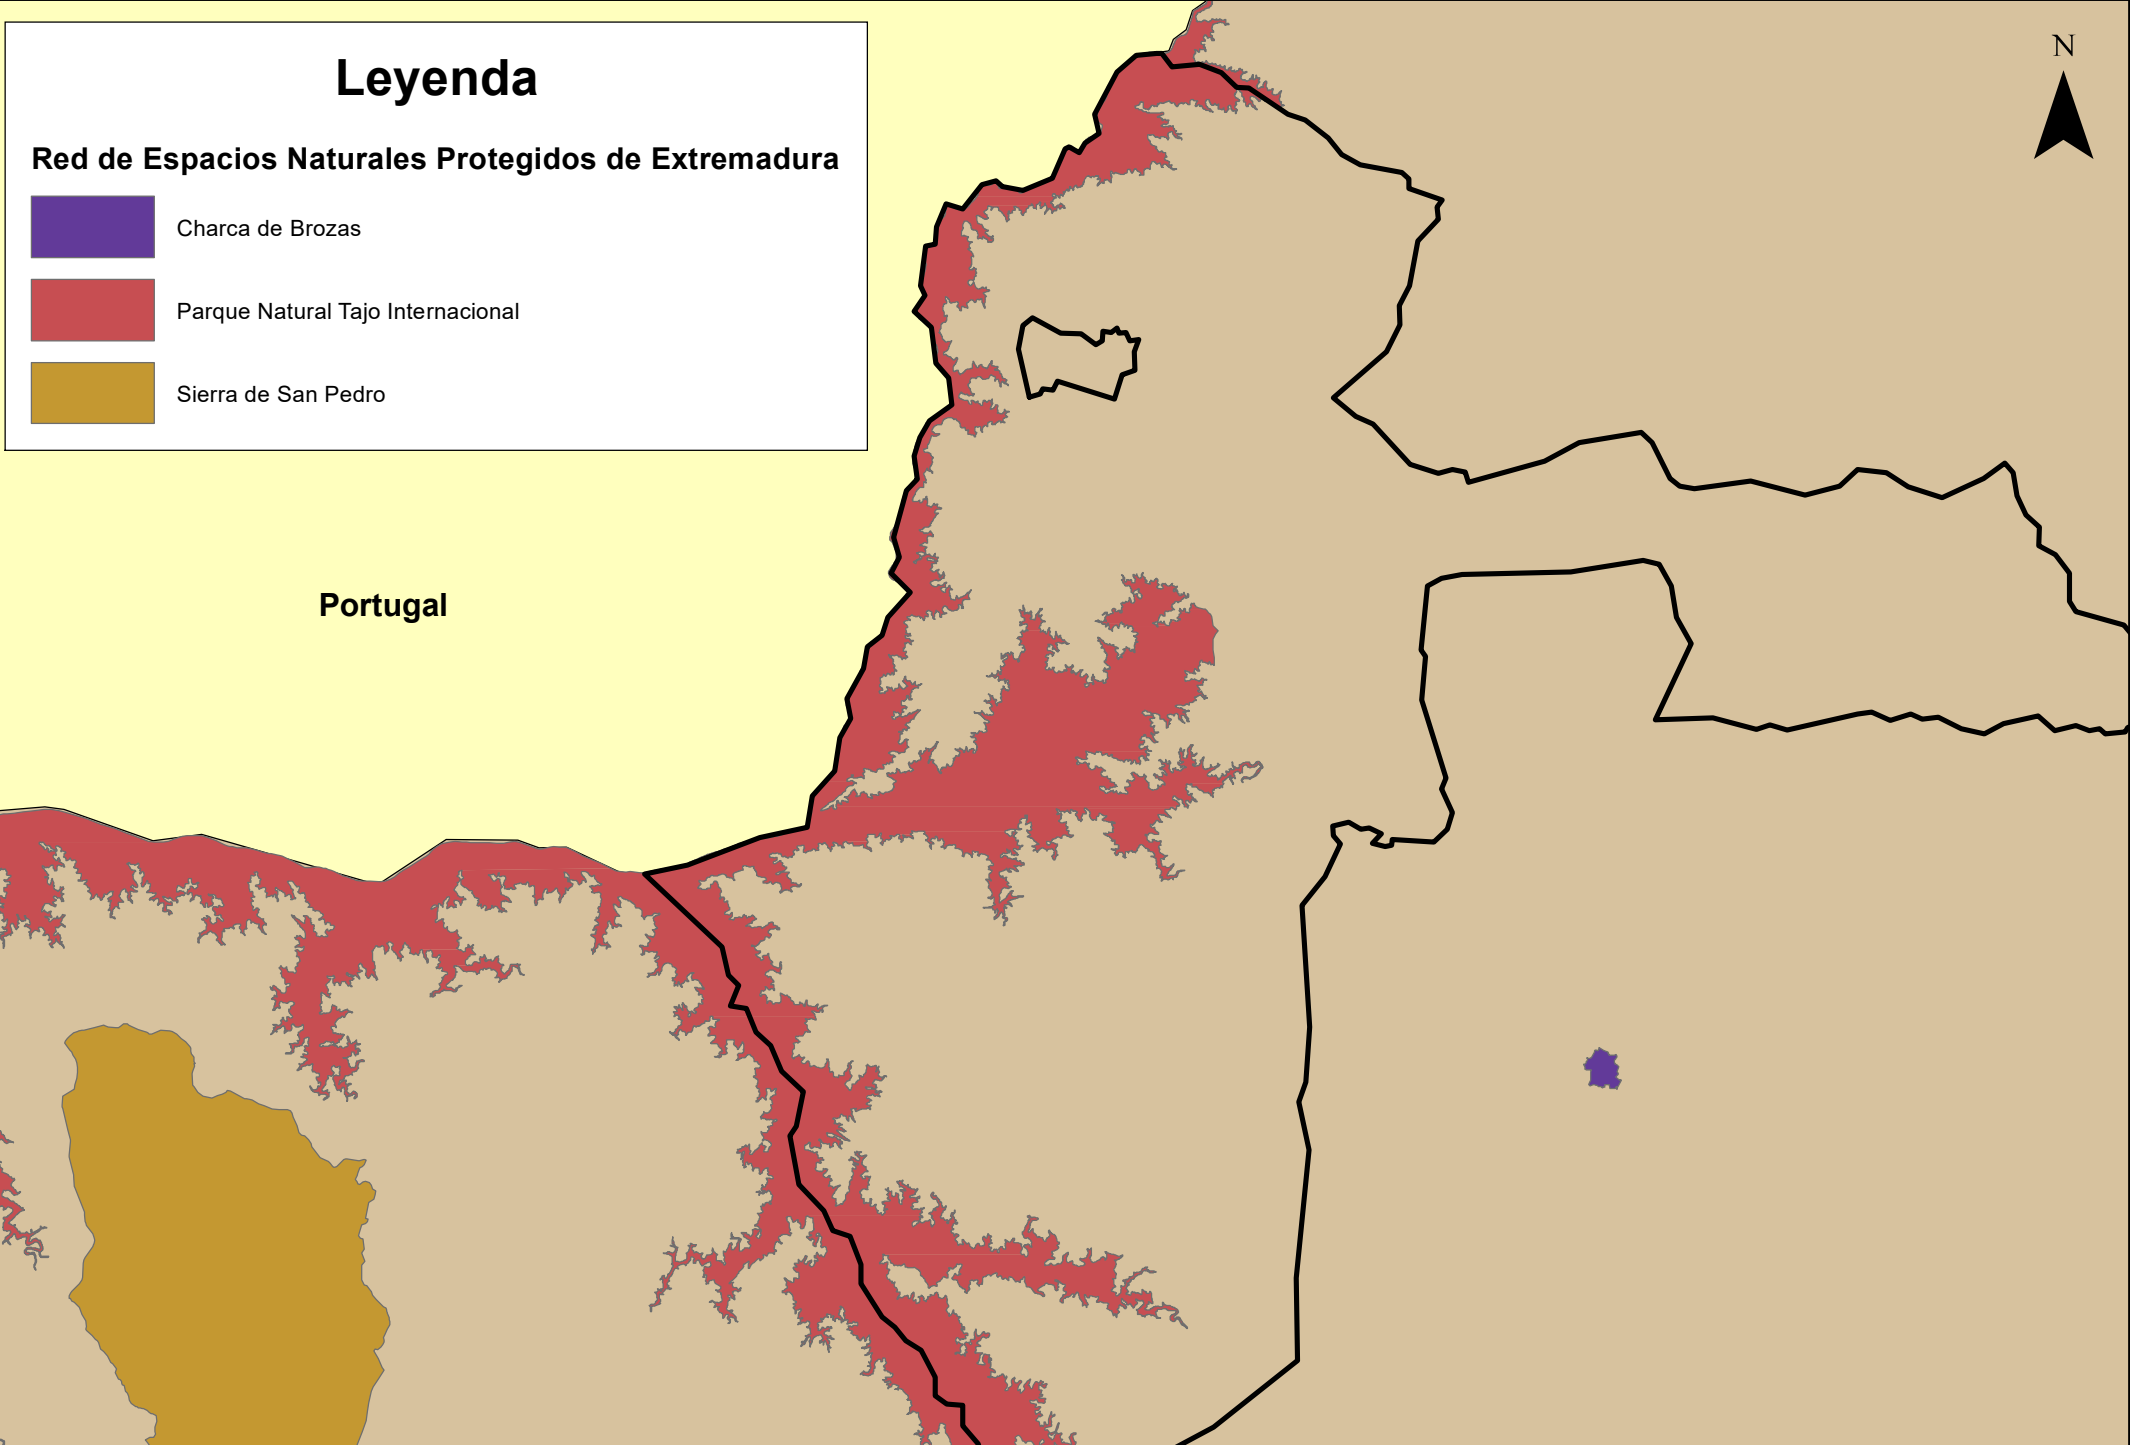 Leyenda
Red de Espacios Naturales Protegidos de Extremadura
Charca de Brozas
Parque Natural Tajo Internacional
Sierra de San Pedro
N
Portugal